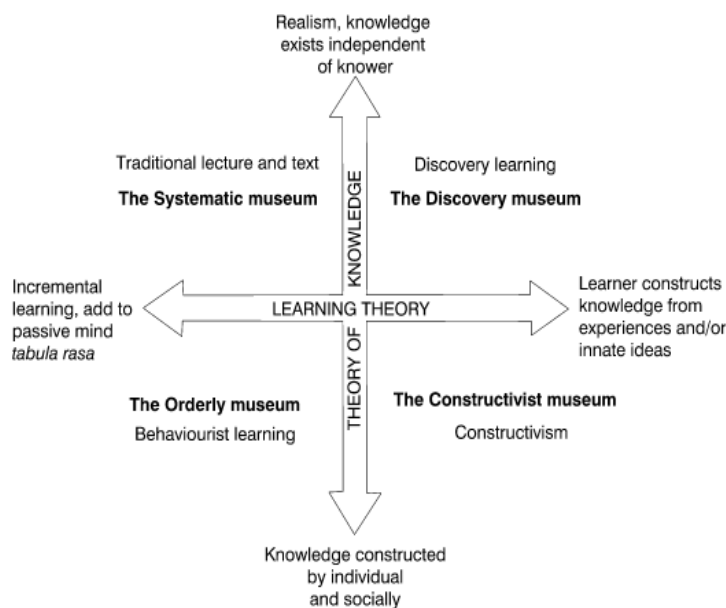 Realism, knowledge
exists independent
of knower
Traditional lecture and text
The Systematic museum
Discovery learning
The Discovery museum
Incremental
learning, add to
passive mind
tabula rasa
LEARNING THEORY
THEORY OF KNOWLEDGE
Learner constructs
knowledge from
experiences and/or
innate ideas
The Orderly museum
Behaviourist learning
The Constructivist museum
Constructivism
Knowledge constructed
by individual
and socially